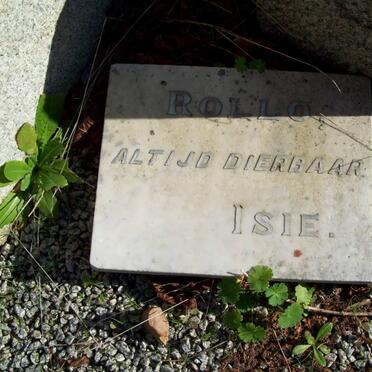 ROLLO
ALTIJD DIERBAAR
ISIE.